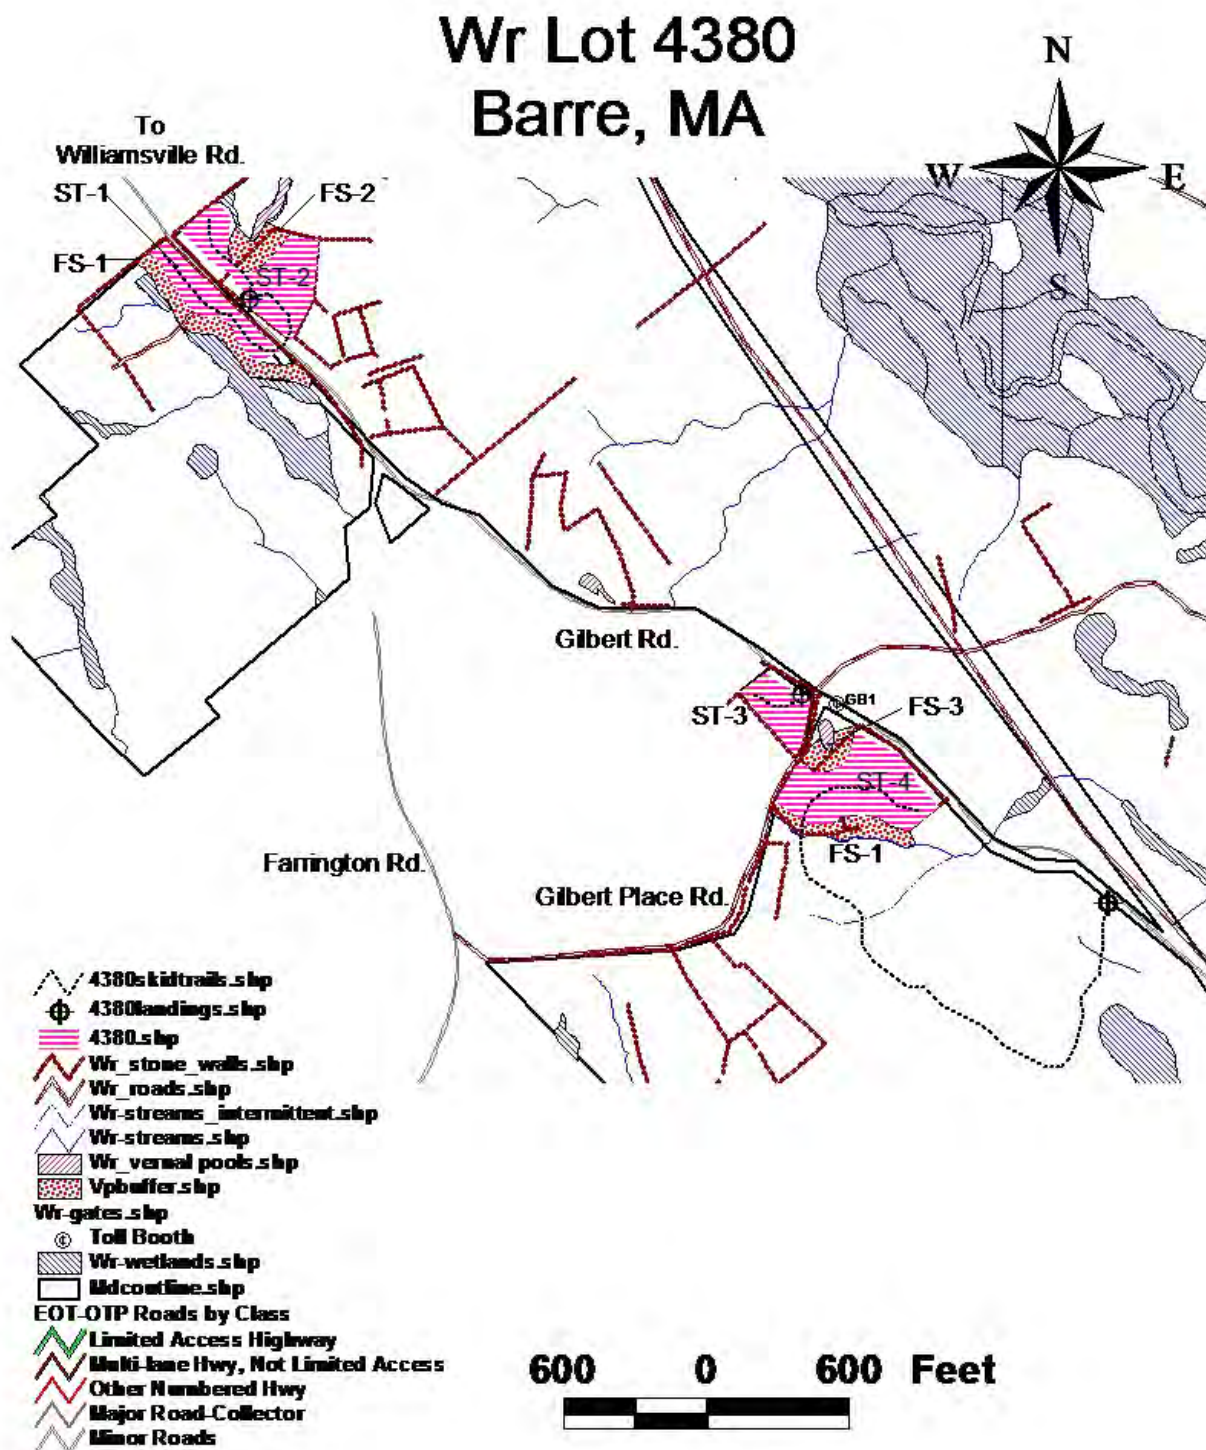 Wr Lot 4380
Barre, MA
N
W
E
S
To
Williamsville Rd.
ST-1
FS-2
FS-1
ST-2
Gilbert Rd.
GB1
ST-3
FS-3
ST-4
FS-1
Farrington Rd.
Gilbert Place Rd.
4380skidtrails.shp
4380landings.shp
4380.shp
Wr_stone_walls.shp
Wr_roads.shp
Wr-streams_intermittent.shp
Wr-streams.shp
Wr_vernal pools.shp
Vpbuffer.shp
Wr-gates.shp
Toll Booth
Wr-wetlands.shp
Mdcoutline.shp
EOT-OTP Roads by Class
Limited Access Highway
Multi-lane Hwy, Not Limited Access
Other Numbered Hwy
Major Road-Collector
Minor Roads
600 0 600 Feet